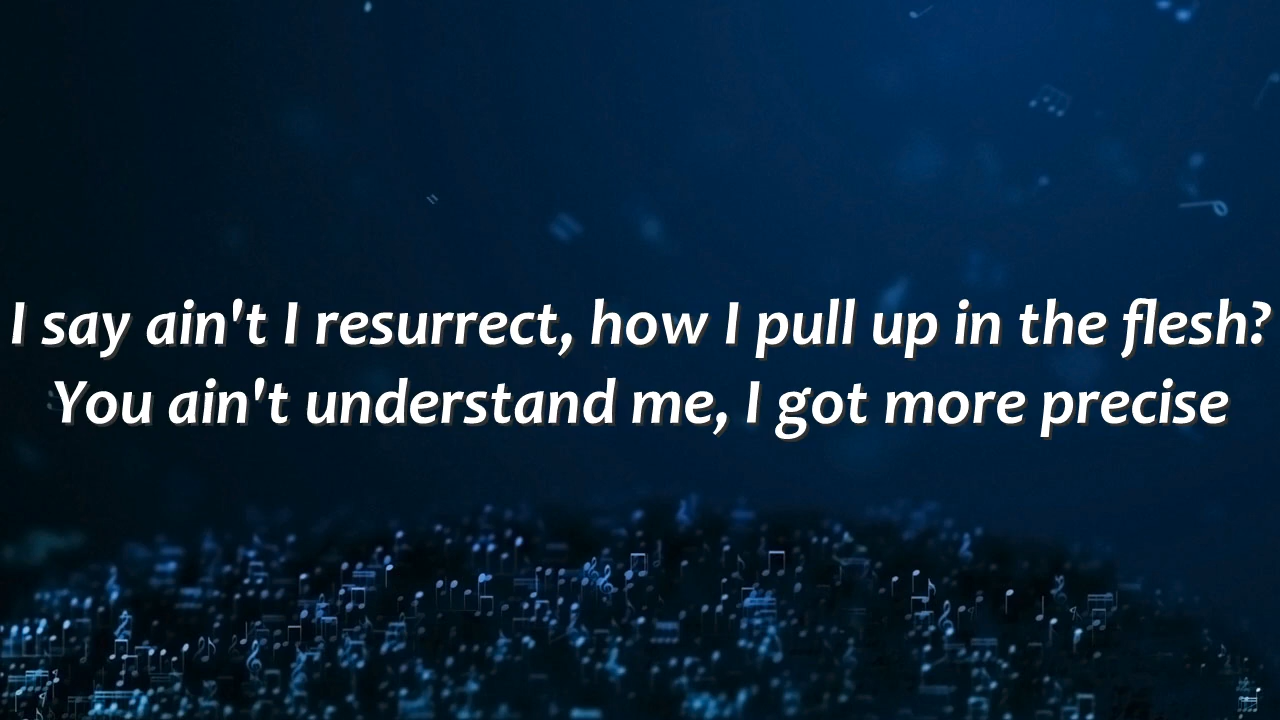 I say ain't I resurrect, how I pull up in the flesh?
You ain't understand me, I got more precise